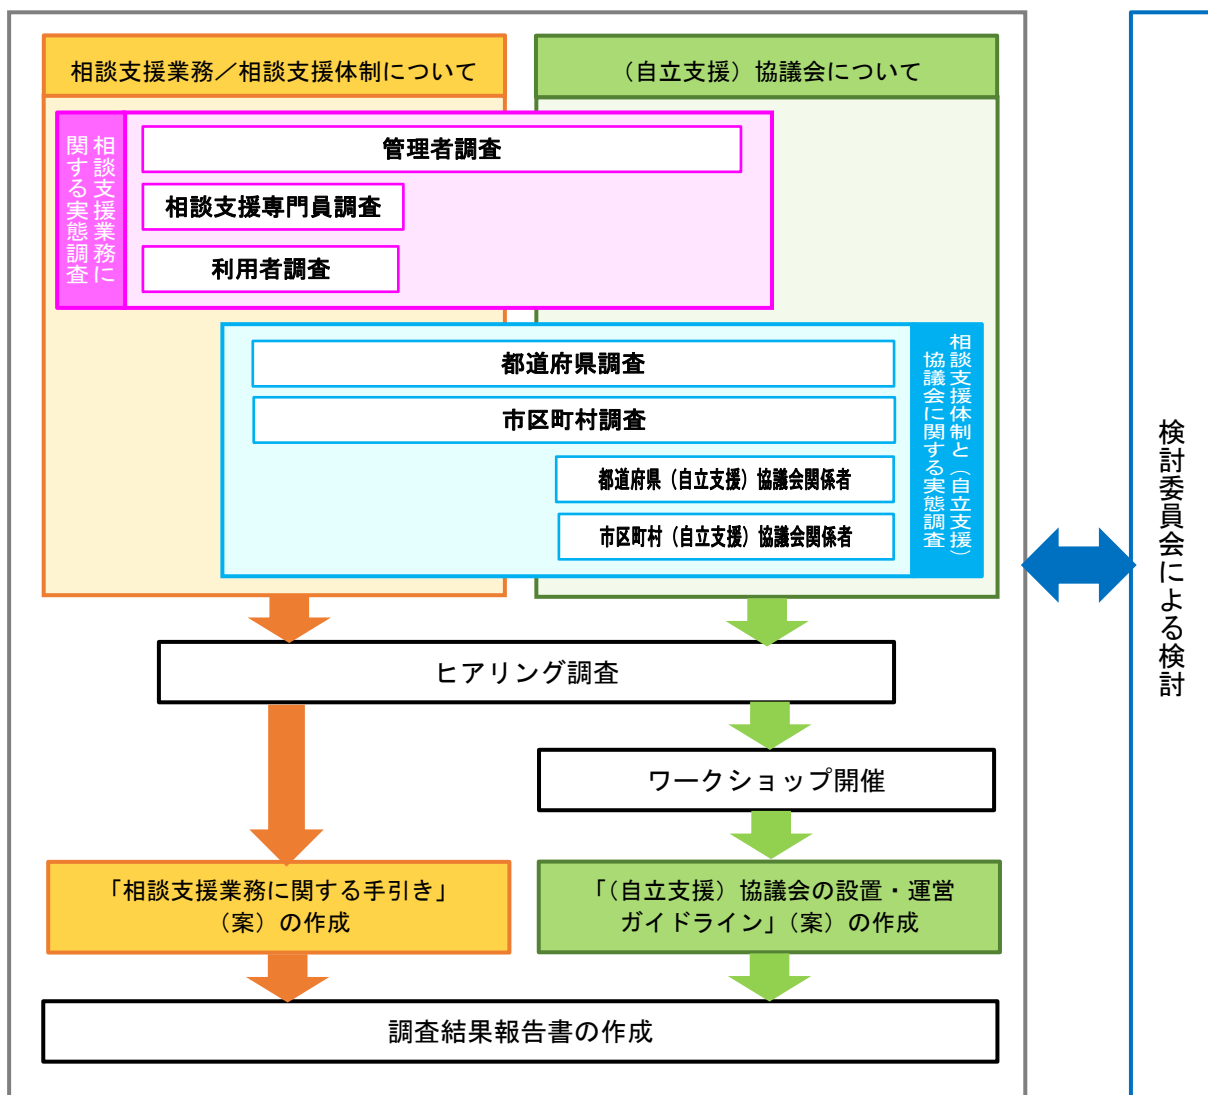 相談支援業務／相談支援体制について
（自立支援）協議会について
相談支援業務に
関する実態調査
管理者調査
相談支援専門員調査
利用者調査
都道府県調査
市区町村調査
都道府県（自立支援）協議会関係者
市区町村（自立支援）協議会関係者
相談支援体制と（自立支援）
協議会に関する実態調査
ヒアリング調査
ワークショップ開催
「相談支援業務に関する手引き」
（案）の作成
「（自立支援）協議会の設置・運営
ガイドライン」（案）の作成
調査結果報告書の作成
検討委員会による検討